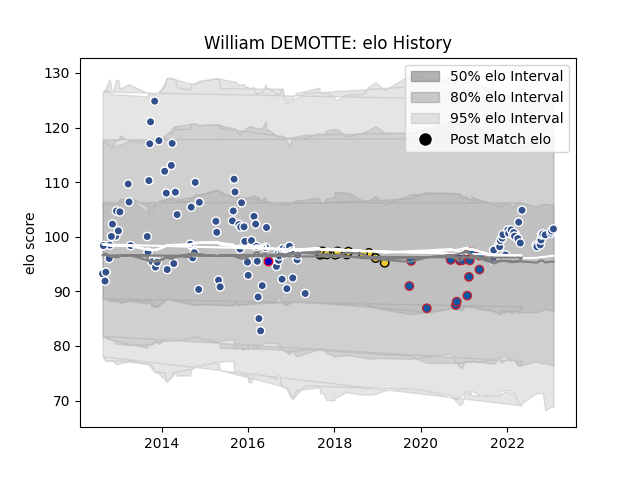 William DEMOTTE: elo History
50% elo Interval
80% elo Interval
95% elo Interval
Post Match elo
elo score
130
120
110
100
90
80
70
2014
2016
2018
2020
2022